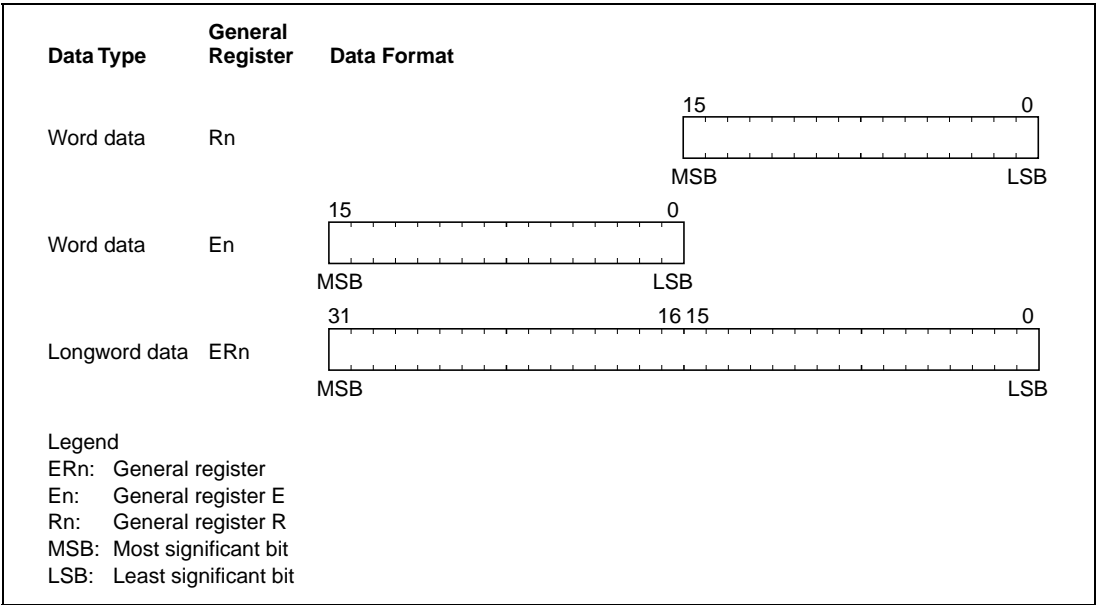 General
Data Type Register Data Format
15 0
Word data Rn
MSB LSB
15 0
Word data En
MSB LSB
31 16 15 0
Longword data ERn
MSB LSB
Legend
ERn: General register
En: General register E
Rn: General register R
MSB: Most significant bit
LSB: Least significant bit